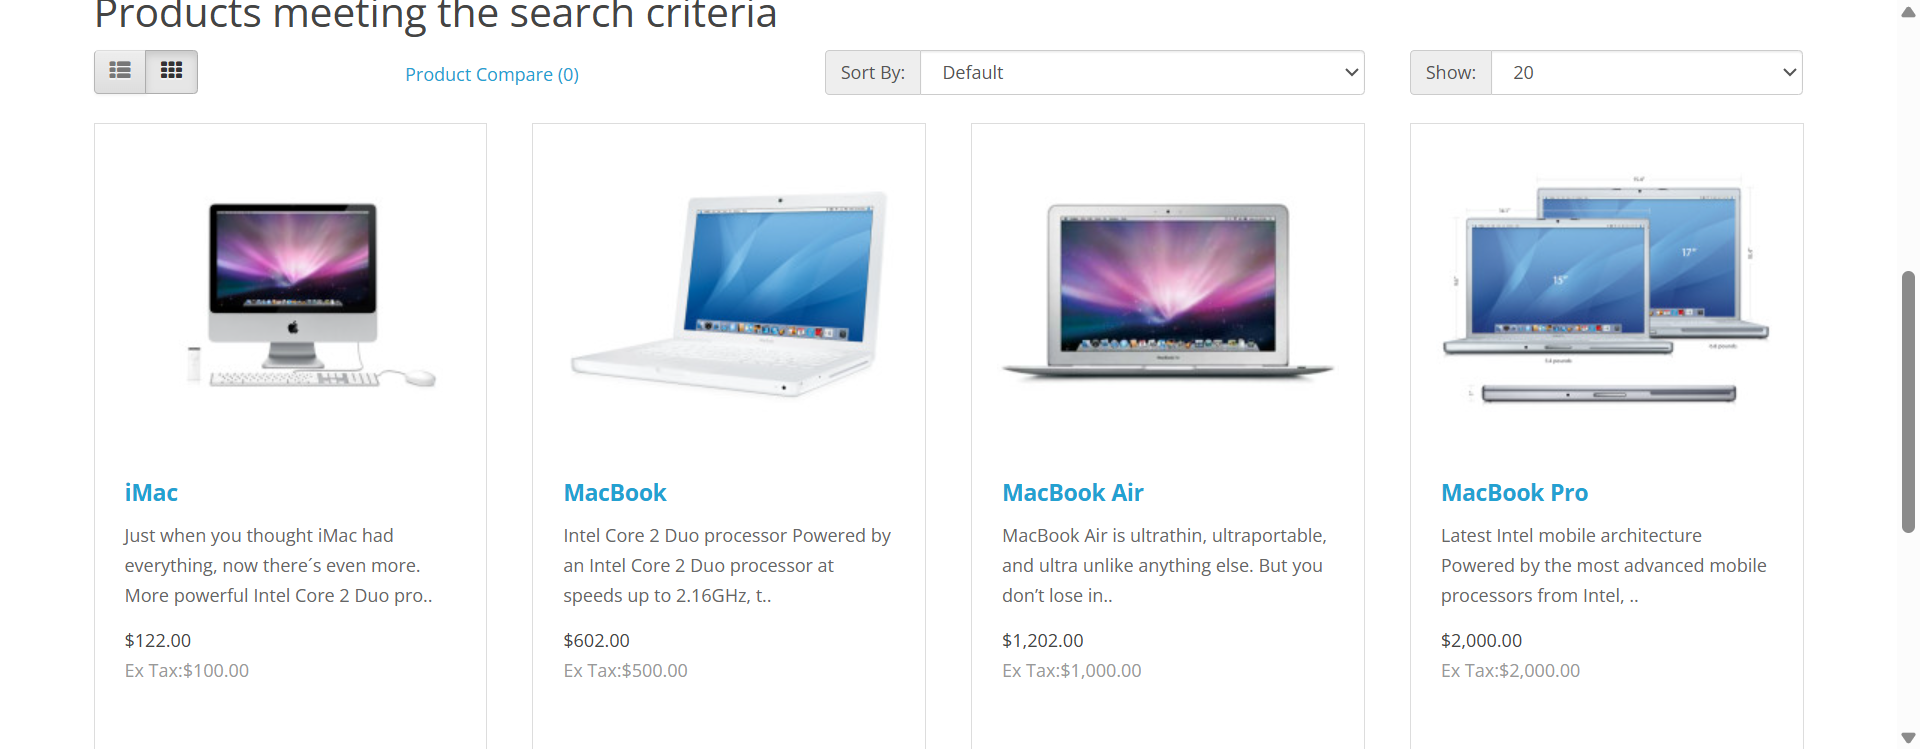 Products meeting the search criteria
Product Compare (0)
Sort By: Default
Show: 20
15"
17"
iMac
Just when you thought iMac had
everything, now there´s even more.
More powerful Intel Core 2 Duo pro..
$122.00
Ex Tax:$100.00
MacBook
Intel Core 2 Duo processor Powered by
an Intel Core 2 Duo processor at
speeds up to 2.16GHz, t..
$602.00
Ex Tax:$500.00
MacBook Air
MacBook Air is ultrathin, ultraportable,
and ultra unlike anything else. But you
don’t lose in..
$1,202.00
Ex Tax:$1,000.00
MacBook Pro
Latest Intel mobile architecture
Powered by the most advanced mobile
processors from Intel, ..
$2,000.00
Ex Tax:$2,000.00